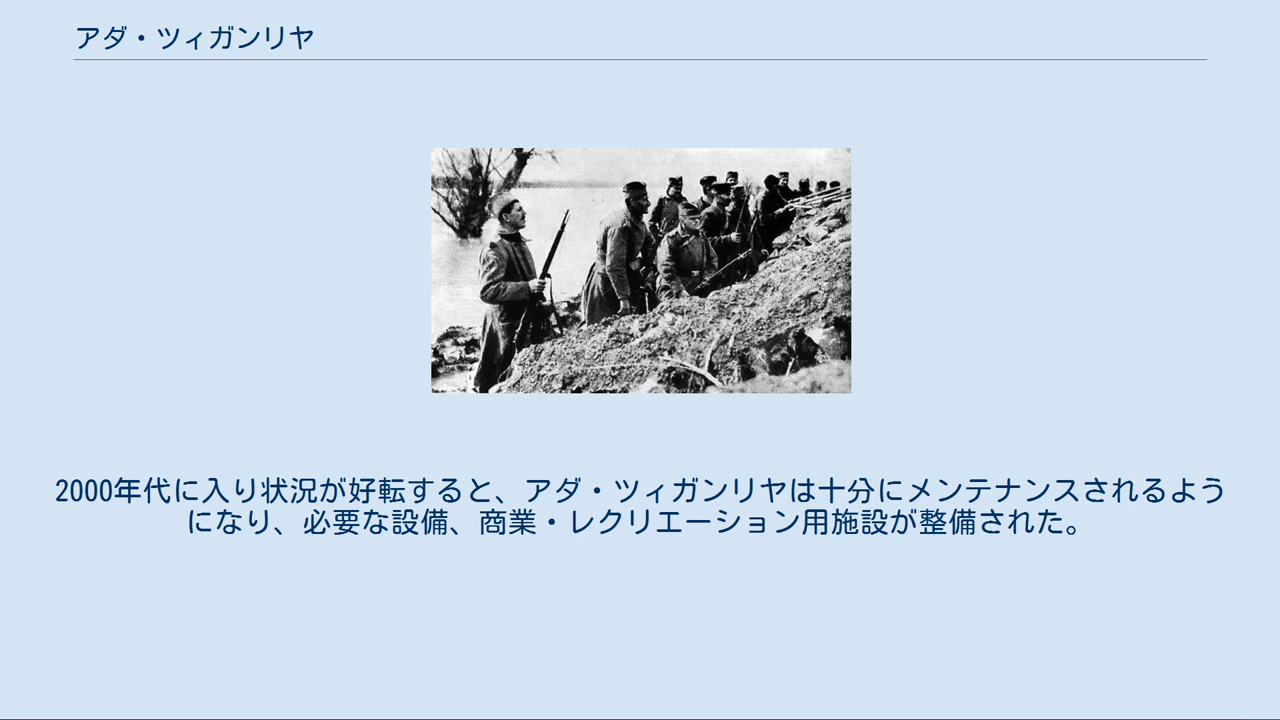 アダ・ツィガンリヤ
2000年代に入り状況が好転すると、アダ・ツィガンリヤは十分にメンテナンスされるよう
になり、必要な設備、商業・レクリエーション用施設が整備された。